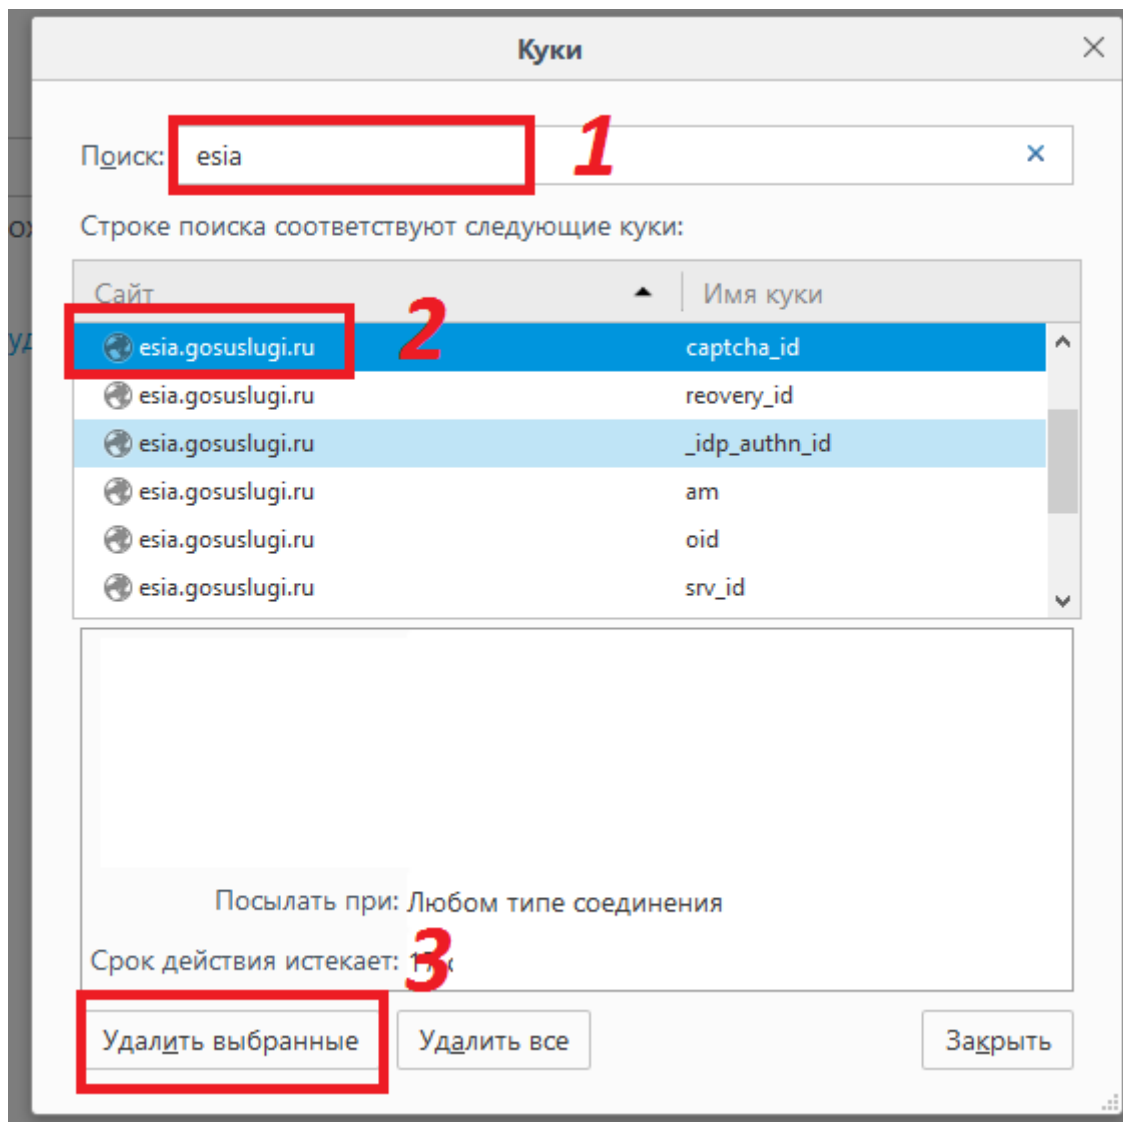 Куки
Поиск: esia 1
Строке поиска соответствуют следующие куки:
Сайт Имя куки
2
esia.gosuslugi.ru captcha_id
esia.gosuslugi.ru reovery_id
esia.gosuslugi.ru _idp_authn_id
esia.gosuslugi.ru am
esia.gosuslugi.ru oid
esia.gosuslugi.ru srv_id
Посылать при: Любом типе соединения
Срок действия истекает:
3
Удалить выбранные Удалить все Закрыть